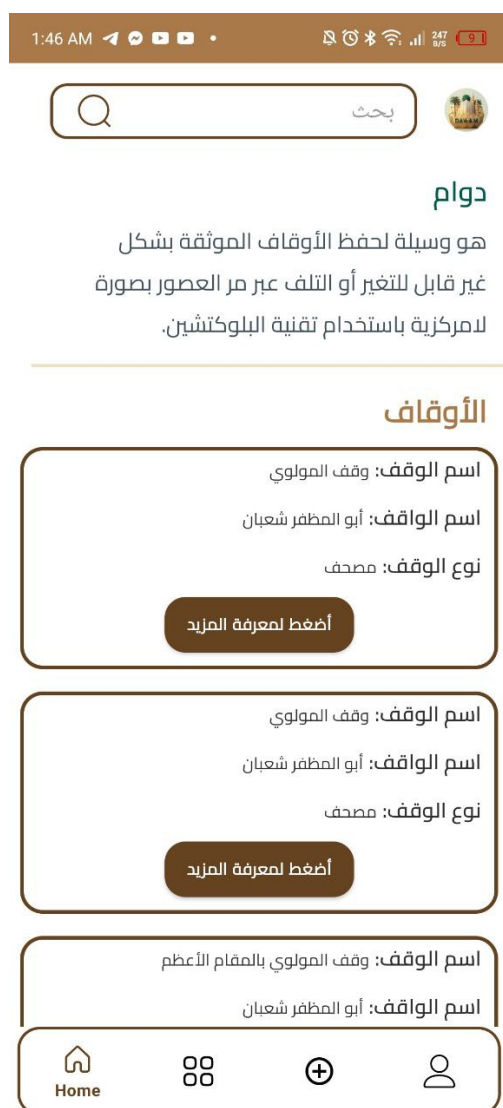 1:46 AM
247 B/S
9
بحث
DAWAM
دوام
هو وسيلة لحفظ الأوقاف الموثقة بشكل
غير قابل للتغير أو التلف عبر مر العصور بصورة
لامركزية باستخدام تقنية البلوكتشين.
الأوقاف
اسم الوقف: وقف المولوي
اسم الواقف: أبو المظفر شعبان
نوع الوقف: مصحف
أضغط لمعرفة المزيد
اسم الوقف: وقف المولوي
اسم الواقف: أبو المظفر شعبان
نوع الوقف: مصحف
أضغط لمعرفة المزيد
اسم الوقف: وقف المولوي بالمقام الأعظم
اسم الواقف: أبو المظفر شعبان
Home